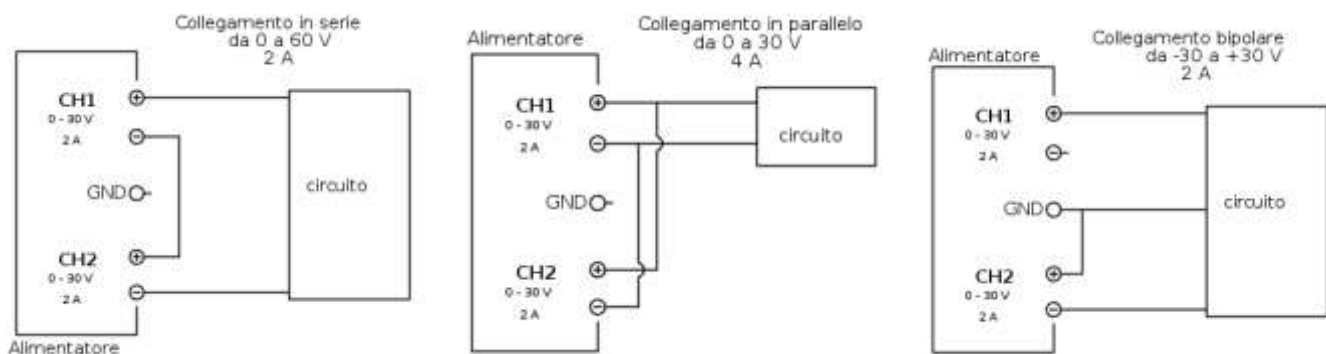 Collegamento in serie
da 0 a 60 V
2 A
CH1
0 - 30 V
2 A
GND
CH2
0 - 30 V
2 A
circuito
Alimentatore
Collegamento in parallelo
da 0 a 30 V
4 A
Alimentatore
CH1
0 - 30 V
2 A
GND
CH2
0 - 30 V
2 A
circuito
Collegamento bipolare
da -30 a +30 V
2 A
Alimentatore
CH1
0 - 30 V
2 A
GND
CH2
0 - 30 V
2 A
circuito